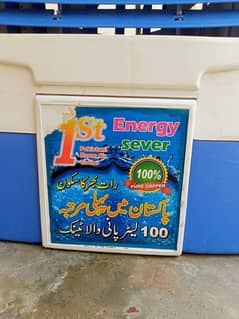 1St
Energy
sever
Pakistani
100%
PURE COPPER
رات بھر کا سکون
پاکستان میں پہلی مرتبہ
100 لیٹر پانی والا ٹینک